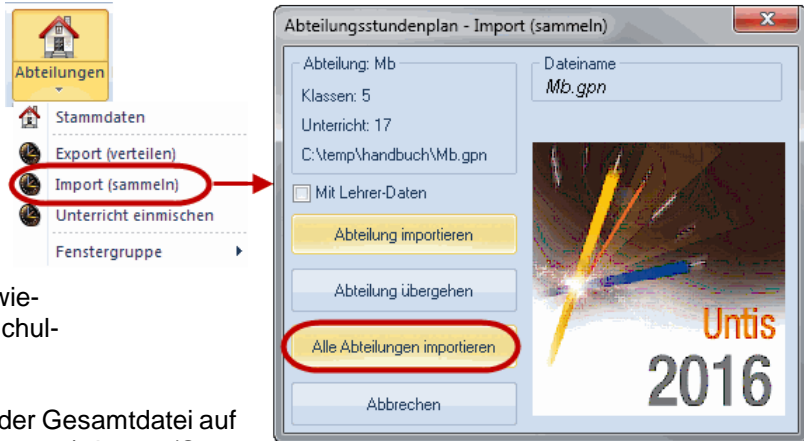 Abteilungen
Stammdaten
Export (verteilen)
Import (sammeln)
Unterricht einmischen
Fenstergruppe
wie-
chul-
der Gesamtdatei auf
Abteilungsstundenplan - Import (sammeln)
Abteilung: Mb
Klassen: 5
Unterricht: 17
C:\temp\handbuch\Mb.gpn
Mit Lehrer-Daten
Abteilung importieren
Abteilung übergehen
Alle Abteilungen importieren
Abbrechen
Dateiname
Mb.gpn
Untis
2016